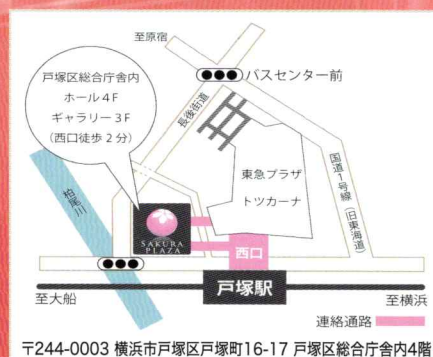 至原宿
バスセンター前
戸塚区総合庁舎内
ホール4F
ギャラリー3F
(西口徒歩2分)
長後街道
国道1号線(旧東海道)
柏尾川
東急プラザ
トツカーナ
SAKURA
PLAZA
西口
戸塚駅
至大船
至横浜
連絡通路
〒244-0003 横浜市戸塚区戸塚町16-17 戸塚区総合庁舎内4階